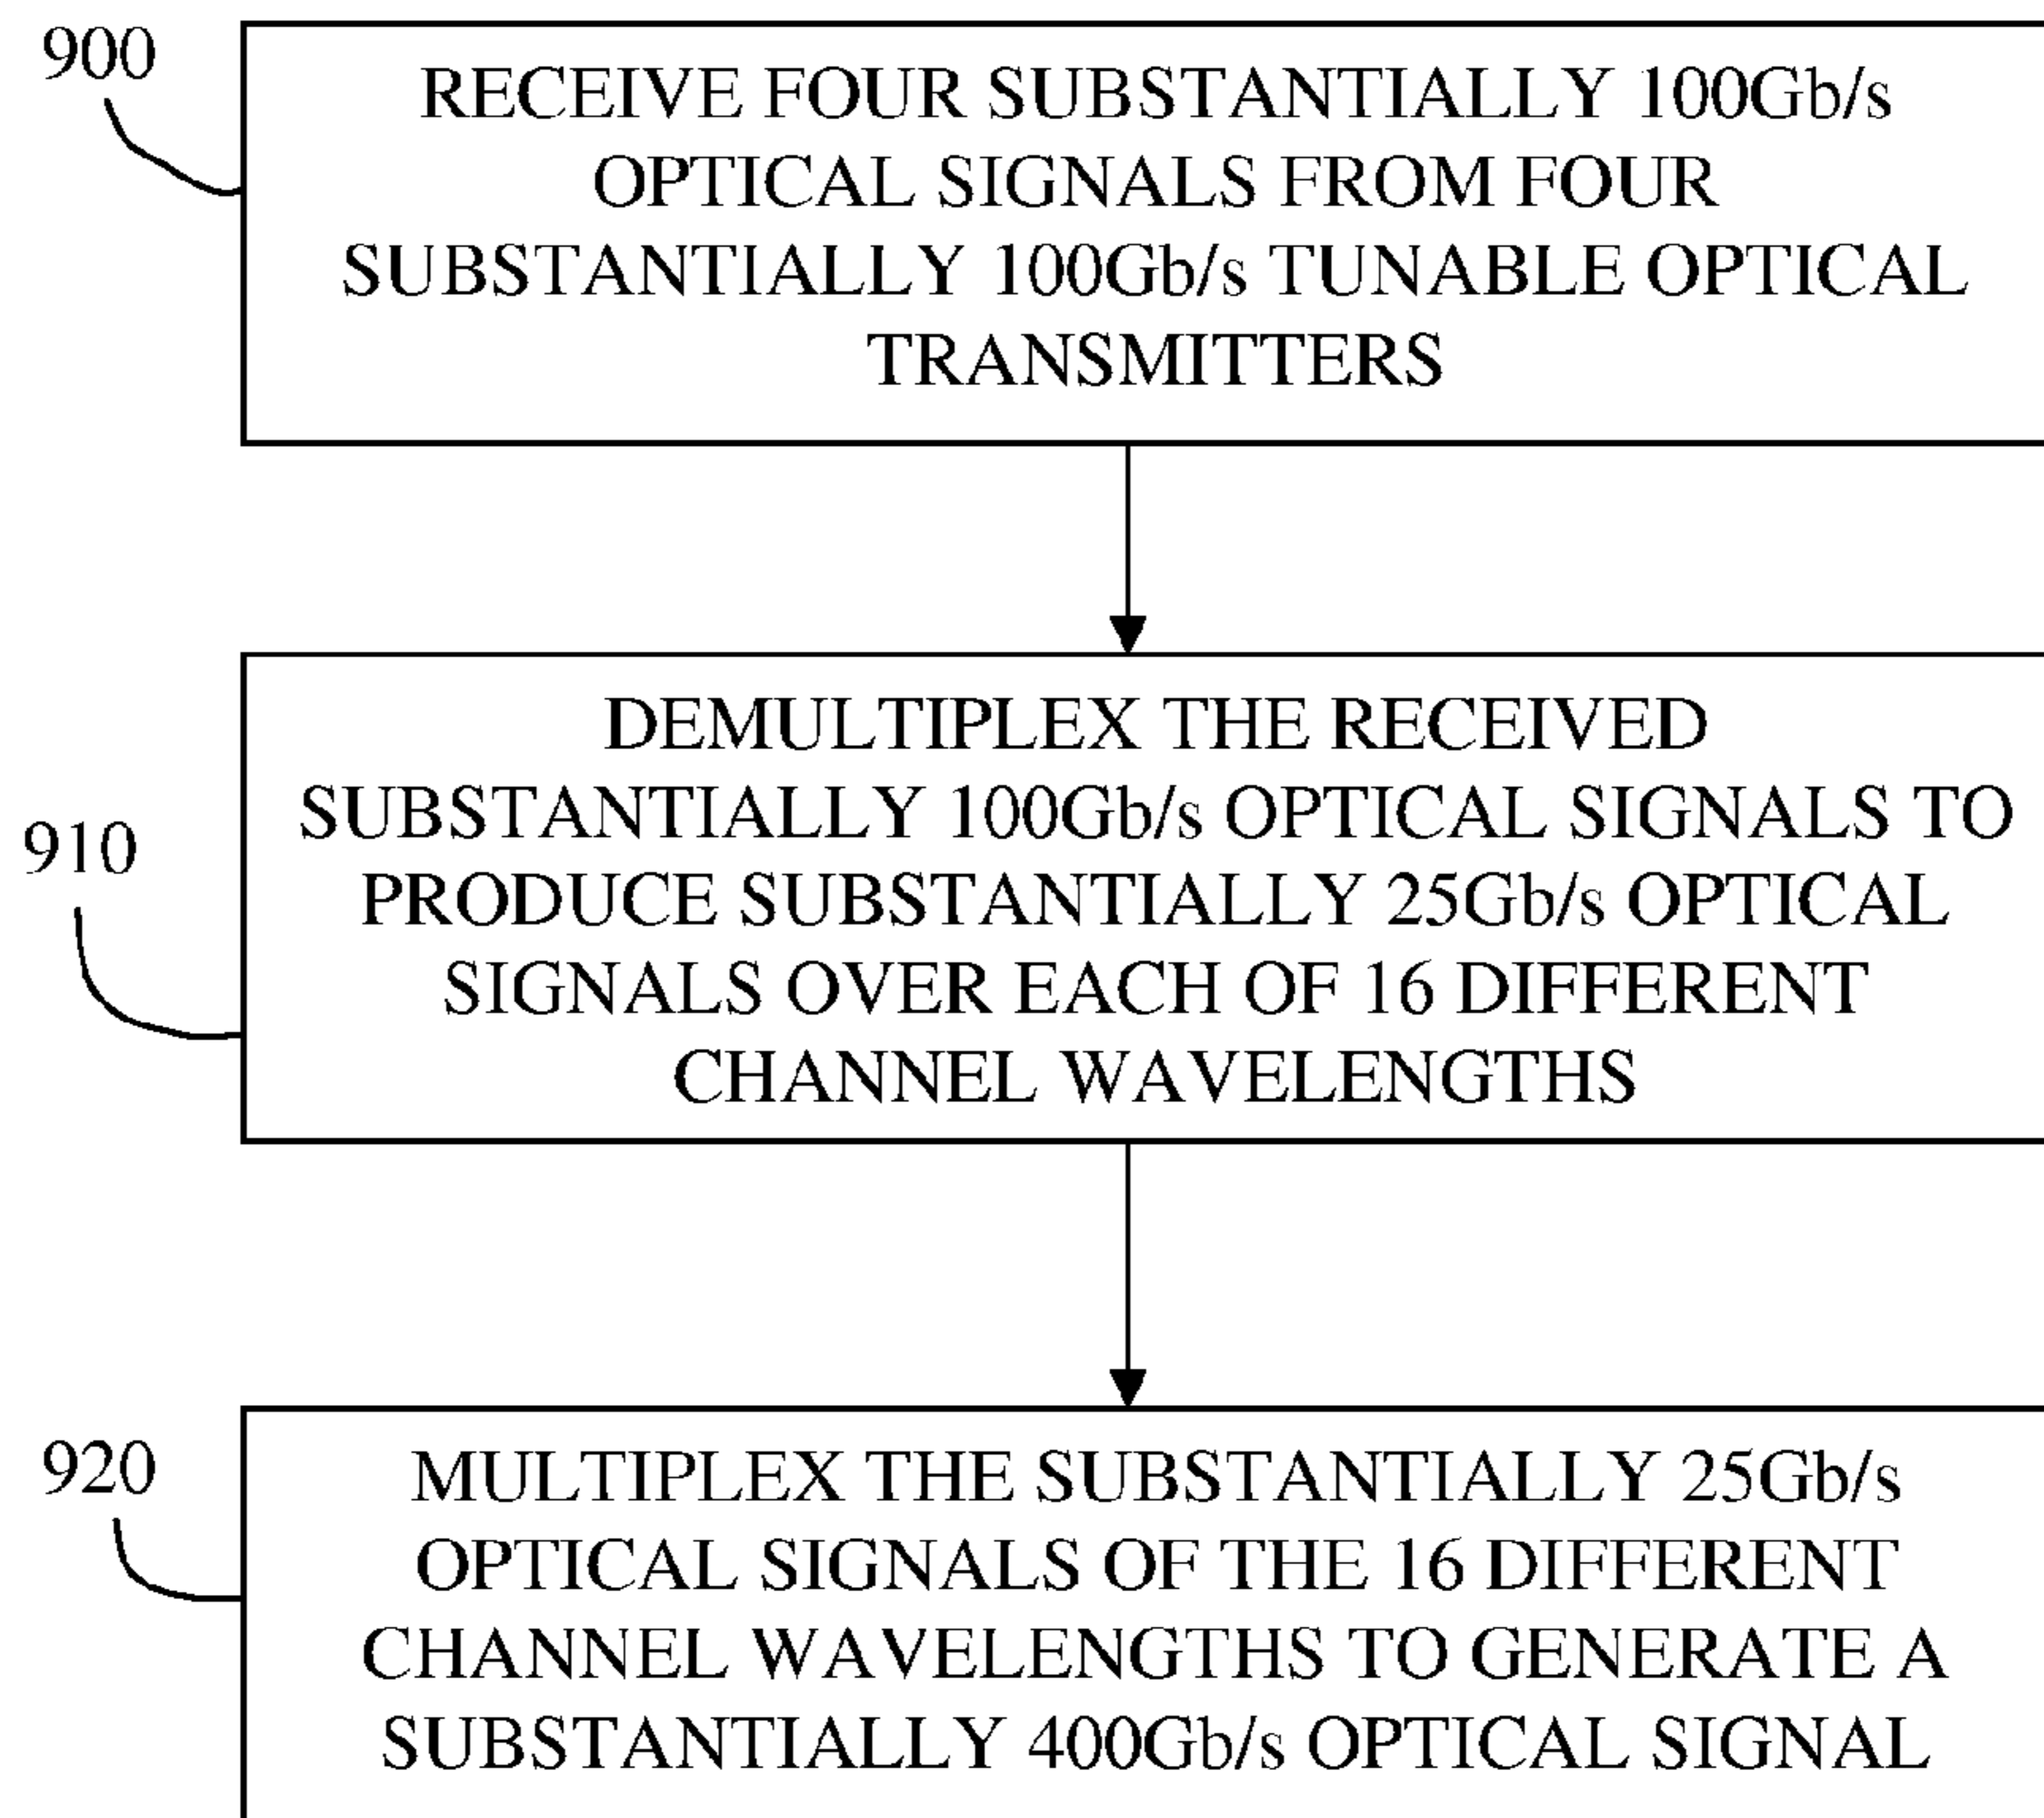 900
RECEIVE FOUR SUBSTANTIALLY 100Gb/s
OPTICAL SIGNALS FROM FOUR
SUBSTANTIALLY 100Gb/s TUNABLE OPTICAL
TRANSMITTERS
910
DEMULTIPLEX THE RECEIVED
SUBSTANTIALLY 100Gb/s OPTICAL SIGNALS TO
PRODUCE SUBSTANTIALLY 25Gb/s OPTICAL
SIGNALS OVER EACH OF 16 DIFFERENT
CHANNEL WAVELENGTHS
920
MULTIPLEX THE SUBSTANTIALLY 25Gb/s
OPTICAL SIGNALS OF THE 16 DIFFERENT
CHANNEL WAVELENGTHS TO GENERATE A
SUBSTANTIALLY 400Gb/s OPTICAL SIGNAL